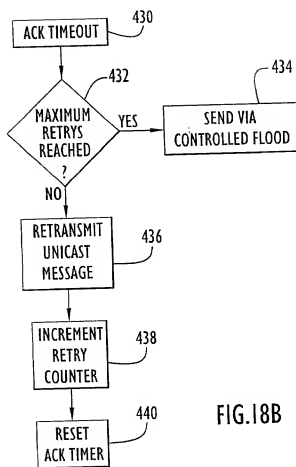 ACK TIMEOUT
430
432
MAXIMUM
RETRYS
REACHED
?
YES
434
SEND VIA
CONTROLLED FLOOD
NO
RETRANSMIT
UNICAST
MESSAGE
436
INCREMENT
RETRY
COUNTER
438
440
RESET
ACK TIMER
FIG.18B